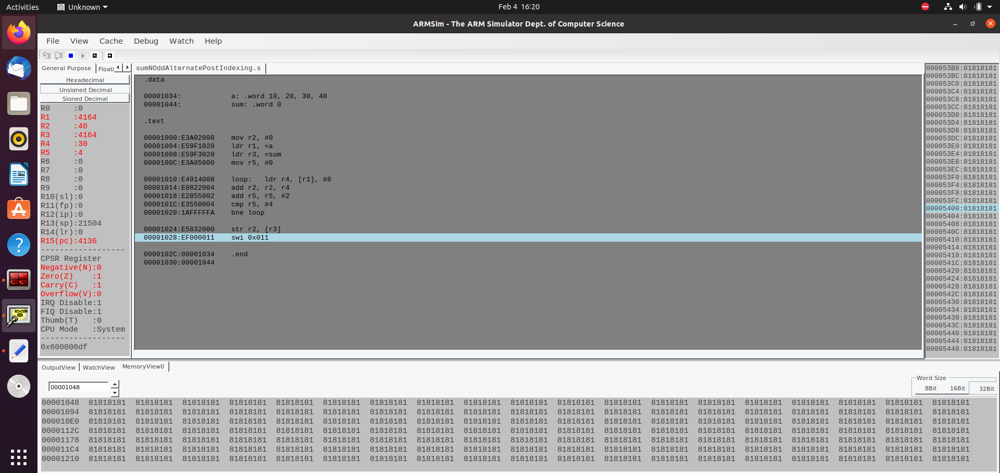 Activities Unknown Feb 4 16:20
ARMSim - The ARM Simulator Dept. of Computer Science
File View Cache Debug Watch Help
General Purpose Floati sumNOddAlternatePostIndexing.s
Hexadecimal
Unsigned Decimal
Signed Decimal
R0 :0
R1 :4164
R2 :40
R3 :4164
R4 :30
R5 :4
R6 :0
R7 :0
R8 :0
R9 :0
R10(sl):0
R11(fp):0
R12(ip):0
R13(sp):21504
R14(lr):0
R15(pc):4136
------------------
CPSR Register
Negative(N):0
Zero(Z) :1
Carry(C) :1
Overflow(V):0
IRQ Disable:1
FIQ Disable:1
Thumb(T) :0
CPU Mode :System
------------------
0x600000df
.data
00001034: a: .word 10, 20, 30, 40
00001044: sum: .word 0
.text
00001000:E3A02000 mov r2, #0
00001004:E59F1020 ldr r1, =a
00001008:E59F3020 ldr r3, =sum
0000100C:E3A05000 mov r5, #0
00001010:E4914008 loop: ldr r4, [r1], #8
00001014:E0822004 add r2, r2, r4
00001018:E2855002 add r5, r5, #2
0000101C:E3550004 cmp r5, #4
00001020:1AFFFFFA bne loop
00001024:E5832000 str r2, [r3]
00001028:EF000011 swi 0x011
0000102C:00001034 .end
00001030:00001044
000053B8:81818181
000053BC:81818181
000053C0:81818181
000053C4:81818181
000053C8:81818181
000053CC:81818181
000053D0:81818181
000053D4:81818181
000053D8:81818181
000053DC:81818181
000053E0:81818181
000053E4:81818181
000053E8:81818181
000053EC:81818181
000053F0:81818181
000053F4:81818181
000053F8:81818181
000053FC:81818181
00005400:81818181
00005404:81818181
00005408:81818181
0000540C:81818181
00005410:81818181
00005414:81818181
00005418:81818181
0000541C:81818181
00005420:81818181
00005424:81818181
00005428:81818181
0000542C:81818181
00005430:81818181
00005434:81818181
00005438:81818181
0000543C:81818181
00005440:81818181
00005444:81818181
00005448:81818181
OutputView WatchView MemoryView0
00001048
Word Size
8Bit 16Bit 32Bit
00001048 81818181 81818181 81818181 81818181 81818181 81818181 81818181 81818181 81818181 81818181 81818181 81818181 81818181 81818181 81818181 81818181 81818181 81818181 81818181
00001094 81818181 81818181 81818181 81818181 81818181 81818181 81818181 81818181 81818181 81818181 81818181 81818181 81818181 81818181 81818181 81818181 81818181 81818181 81818181
000010E0 81818181 81818181 81818181 81818181 81818181 81818181 81818181 81818181 81818181 81818181 81818181 81818181 81818181 81818181 81818181 81818181 81818181 81818181 81818181
0000112C 81818181 81818181 81818181 81818181 81818181 81818181 81818181 81818181 81818181 81818181 81818181 81818181 81818181 81818181 81818181 81818181 81818181 81818181 81818181
00001178 81818181 81818181 81818181 81818181 81818181 81818181 81818181 81818181 81818181 81818181 81818181 81818181 81818181 81818181 81818181 81818181 81818181 81818181 81818181
000011C4 81818181 81818181 81818181 81818181 81818181 81818181 81818181 81818181 81818181 81818181 81818181 81818181 81818181 81818181 81818181 81818181 81818181 81818181 81818181
00001210 81818181 81818181 81818181 81818181 81818181 81818181 81818181 81818181 81818181 81818181 81818181 81818181 81818181 81818181 81818181 81818181 81818181 81818181 81818181